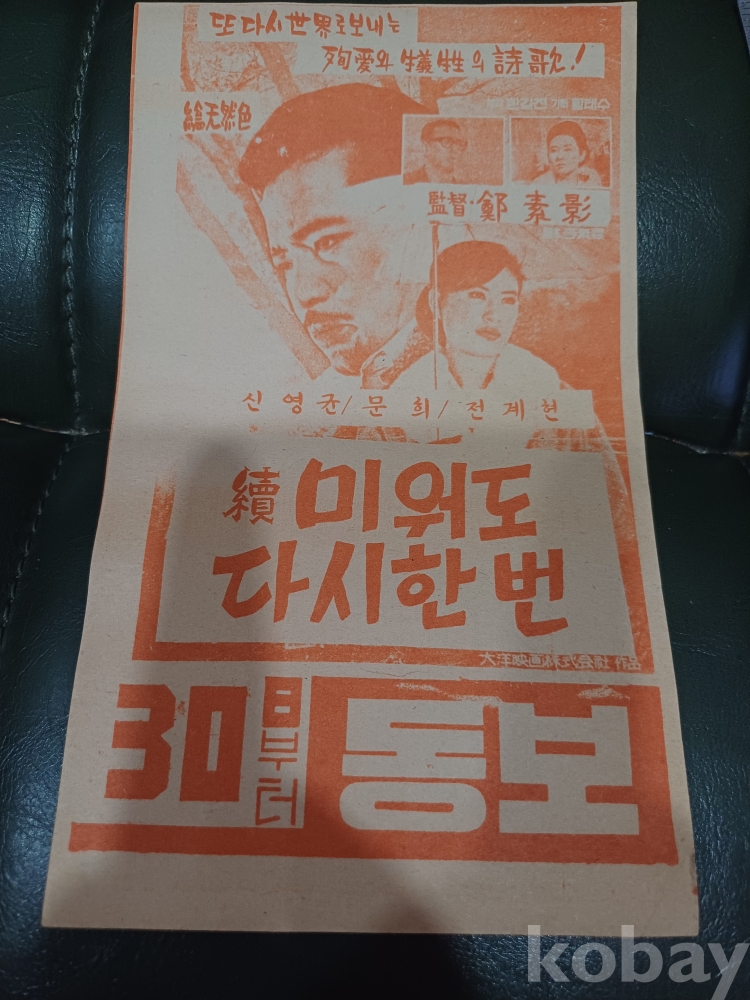 또 다시 世界로 보내는
殉愛와 犧牲의 詩歌!
総天然色
監督·鄭素影
신영균/문희/전계현
續 미워도
다시한번
大洋映画株式会社 作品
30日부터 동보
kobay